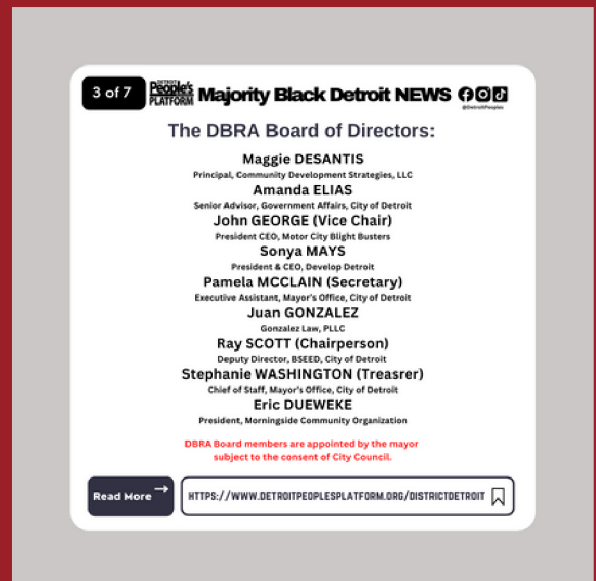 3 of 7
DETROIT
People's
PLATFORM
Majority Black Detroit NEWS
@DetroitPeoples
The DBRA Board of Directors:
Maggie DESANTIS
Principal, Community Development Strategies, LLC
Amanda ELIAS
Senior Advisor, Government Affairs, City of Detroit
John GEORGE (Vice Chair)
President CEO, Motor City Blight Busters
Sonya MAYS
President & CEO, Develop Detroit
Pamela MCCLAIN (Secretary)
Executive Assistant, Mayor's Office, City of Detroit
Juan GONZALEZ
Gonzalez Law, PLLC
Ray SCOTT (Chairperson)
Deputy Director, BSEED, City of Detroit
Stephanie WASHINGTON (Treasrer)
Chief of Staff, Mayor's Office, City of Detroit
Eric DUEWEKE
President, Morningside Community Organization
DBRA Board members are appointed by the mayor
subject to the consent of City Council.
Read More →
HTTPS://WWW.DETROITPEOPLESPLATFORM.ORG/DISTRICTDETROIT